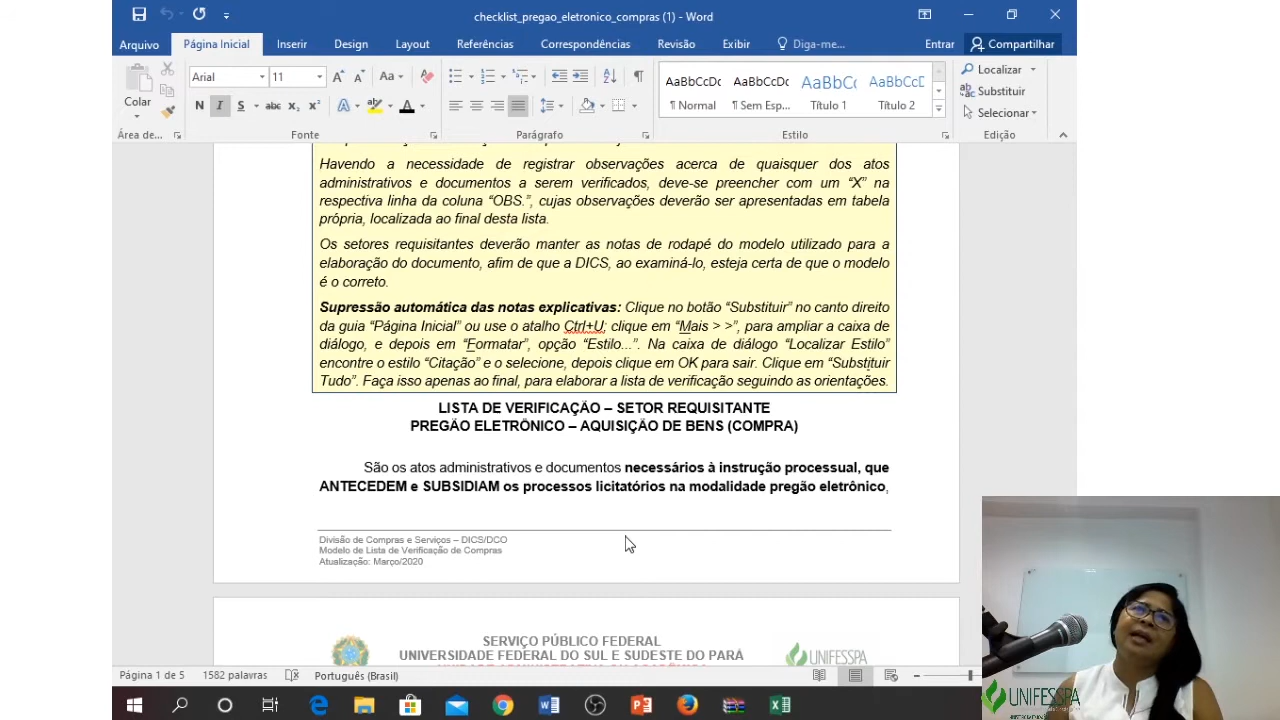 checklist_pregao_eletronico_compras (1) - Word
Arquivo Página Inicial Inserir Design Layout Referências Correspondências Revisão Exibir Diga-me... Entrar Compartilhar
Colar
Arial 11
AaBbCcDc AaBbCcDc AaBbCc AaBbCcD
¶ Normal ¶ Sem Esp... Título 1 Título 2
Localizar
Substituir
Selecionar
Área de... Fonte Parágrafo Estilo Edição
Havendo a necessidade de registrar observações acerca de quaisquer dos atos
administrativos e documentos a serem verificados, deve-se preencher com um “X” na
respectiva linha da coluna “OBS.”, cujas observações deverão ser apresentadas em tabela
própria, localizada ao final desta lista.
Os setores requisitantes deverão manter as notas de rodapé do modelo utilizado para a
elaboração do documento, afim de que a DICS, ao examiná-lo, esteja certa de que o modelo
é o correto.
Supressão automática das notas explicativas: Clique no botão “Substituir” no canto direito
da guia “Página Inicial” ou use o atalho Ctrl+U; clique em “Mais > >”, para ampliar a caixa de
diálogo, e depois em “Formatar”, opção “Estilo...”. Na caixa de diálogo “Localizar Estilo”
encontre o estilo “Citação” e o selecione, depois clique em OK para sair. Clique em “Substituir
Tudo”. Faça isso apenas ao final, para elaborar a lista de verificação seguindo as orientações.
LISTA DE VERIFICAÇÃO – SETOR REQUISITANTE
PREGÃO ELETRÔNICO – AQUISIÇÃO DE BENS (COMPRA)
São os atos administrativos e documentos necessários à instrução processual, que
ANTECEDEM e SUBSIDIAM os processos licitatórios na modalidade pregão eletrônico,
Divisão de Compras e Serviços – DICS/DCO
Modelo de Lista de Verificação de Compras
Atualização: Março/2020
SERVIÇO PÚBLICO FEDERAL
UNIVERSIDADE FEDERAL DO SUL E SUDESTE DO PARÁ
UNIFESSPA
Página 1 de 5 1582 palavras Português (Brasil)
UNIFESSPA